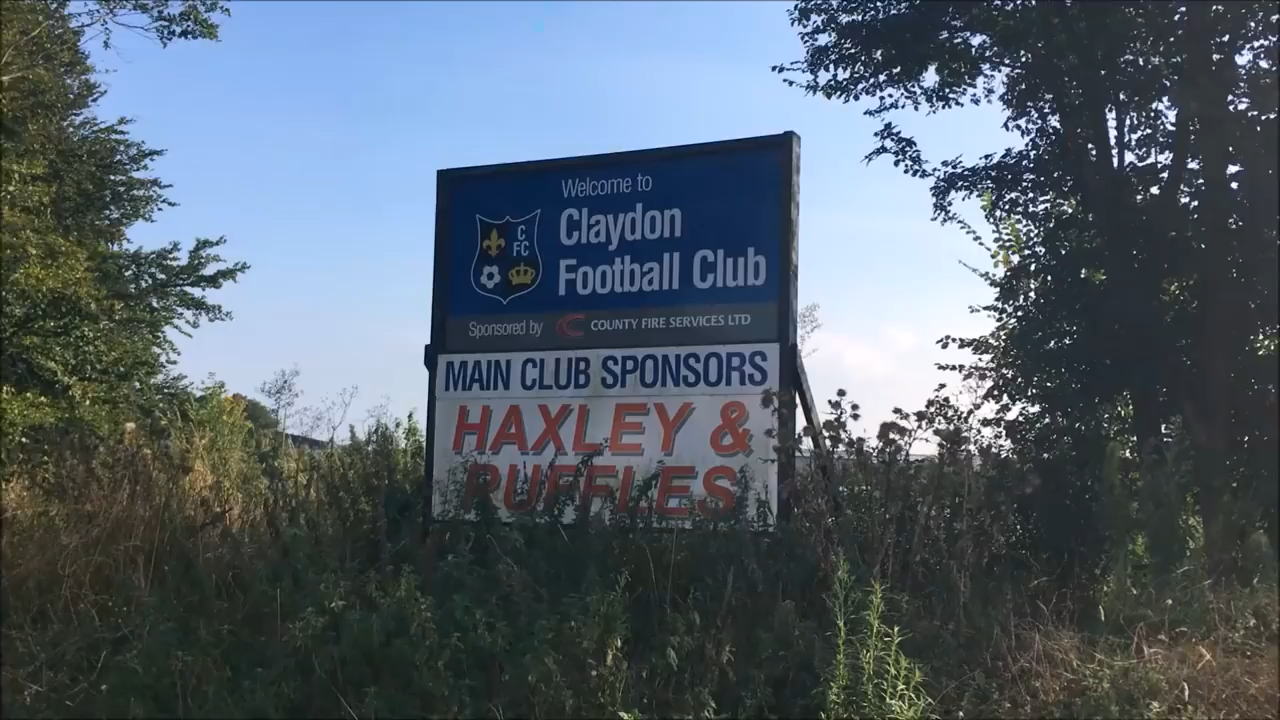 Welcome to
Claydon
Football Club
C
FC
Sponsored by COUNTY FIRE SERVICES LTD
MAIN CLUB SPONSORS
HAXLEY &
RUFFLES